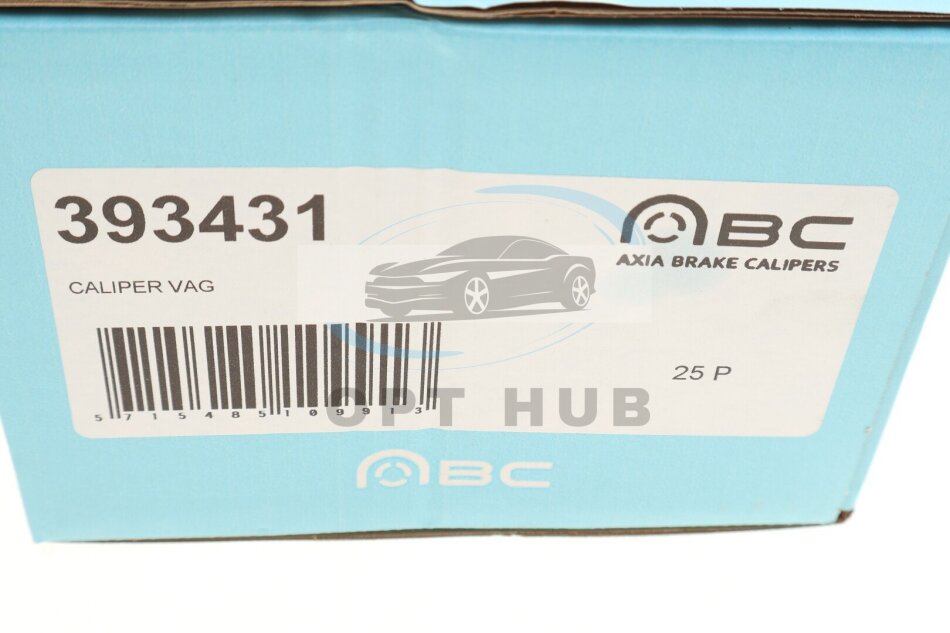 393431
ABC
AXIA BRAKE CALIPERS
CALIPER VAG
25 P
5715485109913
OPT HUB
ABC